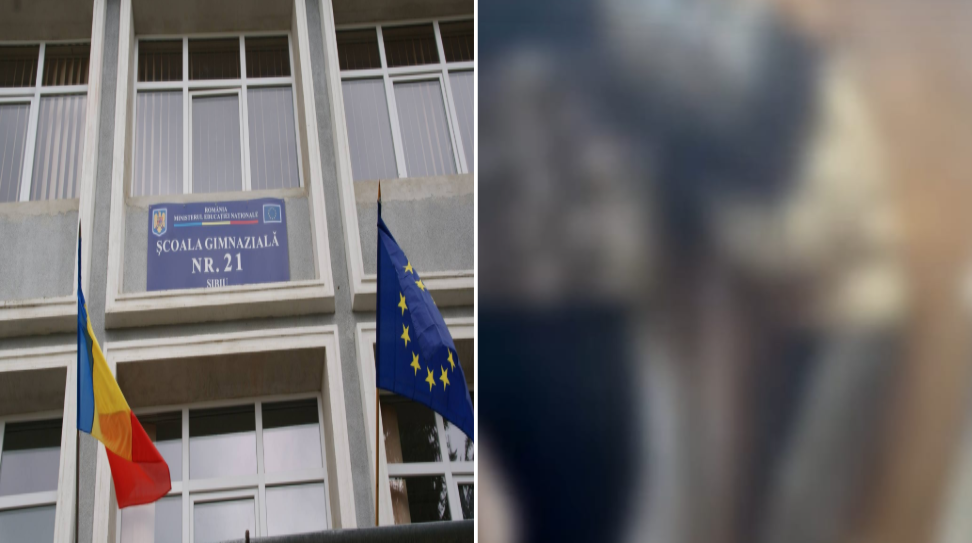 ROMÂNIA
MINISTERUL EDUCAȚIEI NAȚIONALE
ȘCOALA GIMNAZIALĂ
NR. 21
SIBIU